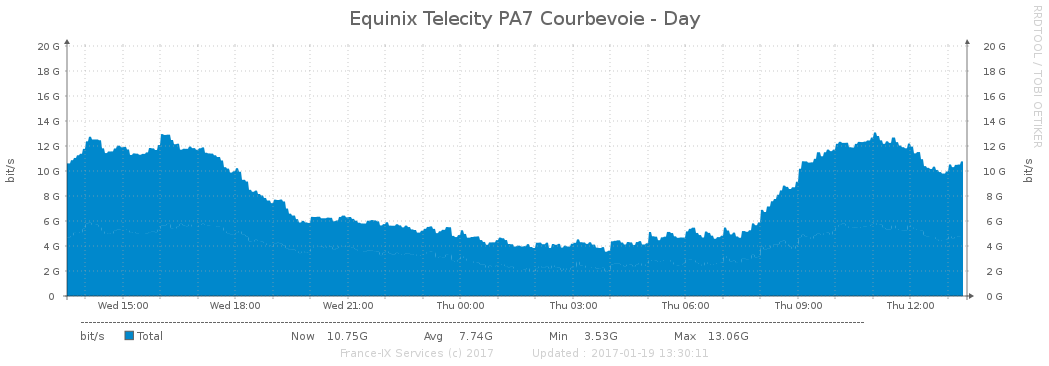 Equinix Telecity PA7 Courbevoie - Day
RRDTOOL / TOBI OETIKER
20 G 20 G
18 G 18 G
16 G 16 G
14 G 14 G
12 G 12 G
10 G 10 G
8 G 8 G
6 G 6 G
4 G 4 G
2 G 2 G
0 0 G
bit/s bit/s
Wed 15:00 Wed 18:00 Wed 21:00 Thu 00:00 Thu 03:00 Thu 06:00 Thu 09:00 Thu 12:00
bit/s Total Now 10.75G Avg 7.74G Min 3.53G Max 13.06G
France-IX Services (c) 2017 Updated : 2017-01-19 13:30:11